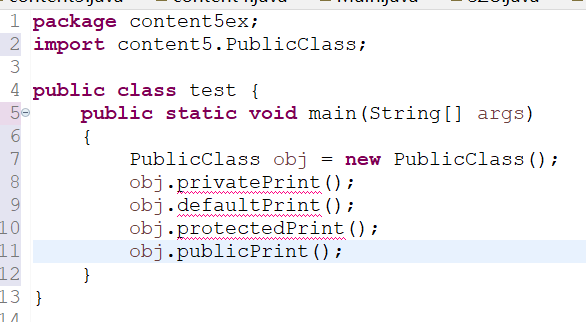 1 package content5ex;
2 import content5.PublicClass;
3
4 public class test {
5 public static void main(String[] args)
6 {
7 PublicClass obj = new PublicClass();
8 obj.privatePrint();
9 obj.defaultPrint();
10 obj.protectedPrint();
11 obj.publicPrint();
12 }
13 }
14